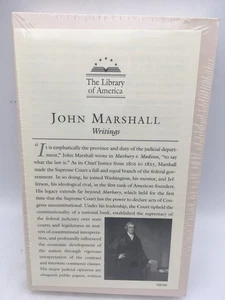 The Library
of America
JOHN MARSHALL
Writings
"It is emphatically the province and duty of the judicial depart-
ment," John Marshall wrote in Marbury v. Madison, "to say
what the law is." As Chief Justice from 1801 to 1835, Marshall
made the Supreme Court a full and equal branch of the federal gov-
ernment. In so doing, he joined Washington, his mentor, and Jef-
ferson, his ideological rival, in the first rank of American founders.
His legacy extends far beyond Marbury, which held for the first
time that the Supreme Court has the power to declare acts of Con-
gress unconstitutional. Under his leadership, the Court upheld the
constitutionality of a national bank, established the supremacy of
the federal judiciary over state
courts and legislatures on mat-
ters of constitutional interpreta-
tion, and profoundly influenced
the economic development of
the nation through vigorous
interpretation of the contract
and interstate commerce clauses.
His major judicial opinions are
eloquent public papers, written